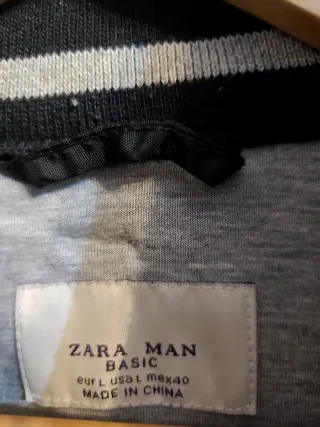 ZARA MAN
BASIC
eur L usa L mex40
MADE IN CHINA